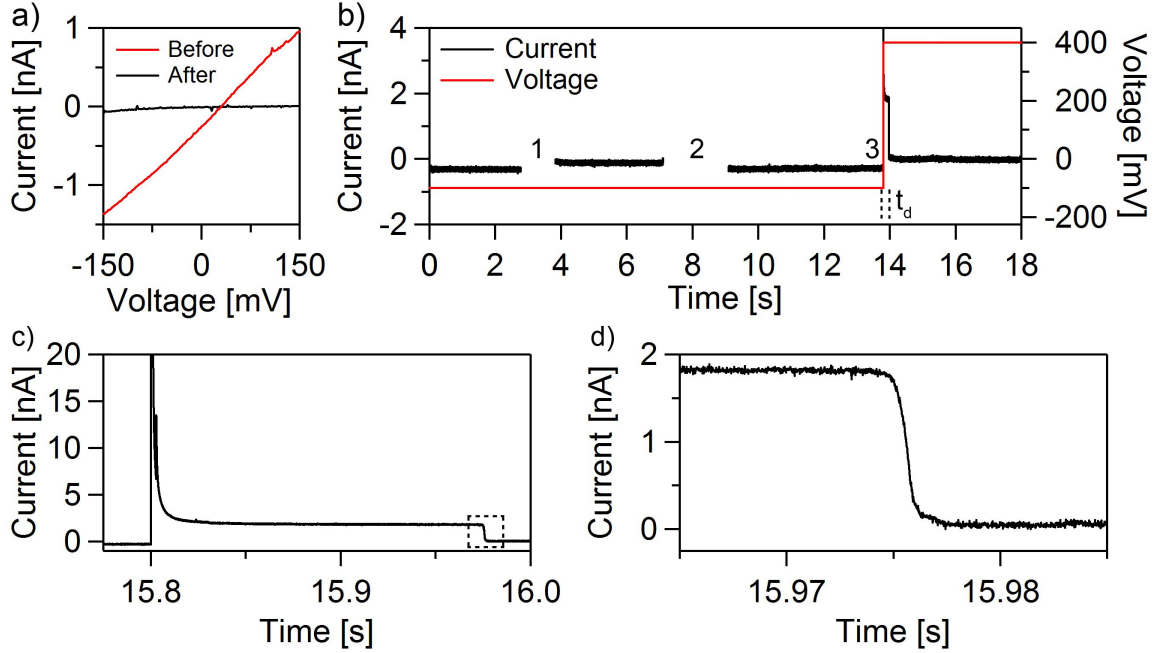 a)
1
0
-1
Current [nA]
Before
After
-150
0
150
Voltage [mV]
b)
4
2
0
-2
Current [nA]
Current
Voltage
1
2
3
t_d
400
200
0
-200
Voltage [mV]
0 2 4 6 8 10 12 14 16 18
Time [s]
c)
20
15
10
5
0
Current [nA]
15.8 15.9 16.0
Time [s]
d)
2
1
0
Current [nA]
15.97 15.98
Time [s]